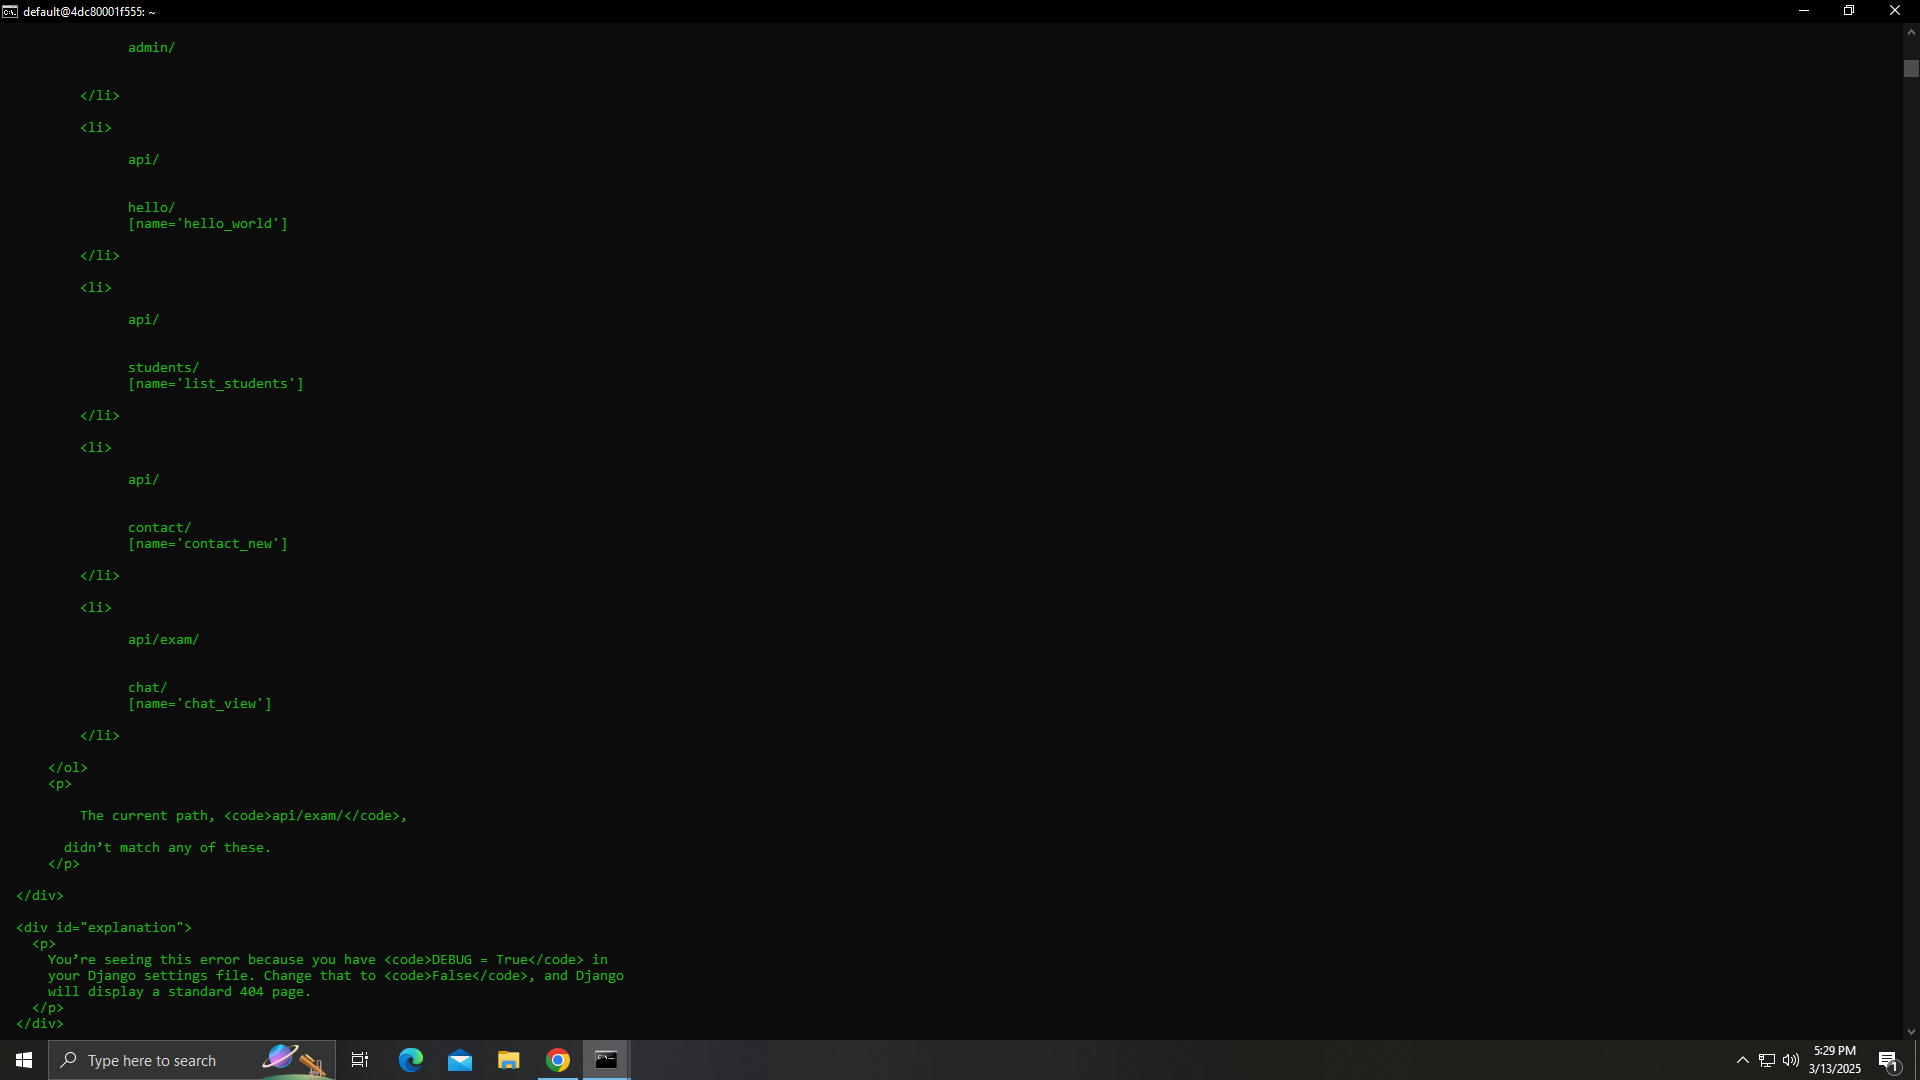 default@4dc80001f555: ~
admin/
</li>
<li>
api/
hello/
[name='hello_world']
</li>
<li>
api/
students/
[name='list_students']
</li>
<li>
api/
contact/
[name='contact_new']
</li>
<li>
api/exam/
chat/
[name='chat_view']
</li>
</ol>
<p>
The current path, <code>api/exam/</code>,
didn’t match any of these.
</p>
</div>
<div id="explanation">
<p>
You’re seeing this error because you have <code>DEBUG = True</code> in
your Django settings file. Change that to <code>False</code>, and Django
will display a standard 404 page.
</p>
</div>
Type here to search
5:29 PM
3/13/2025
1